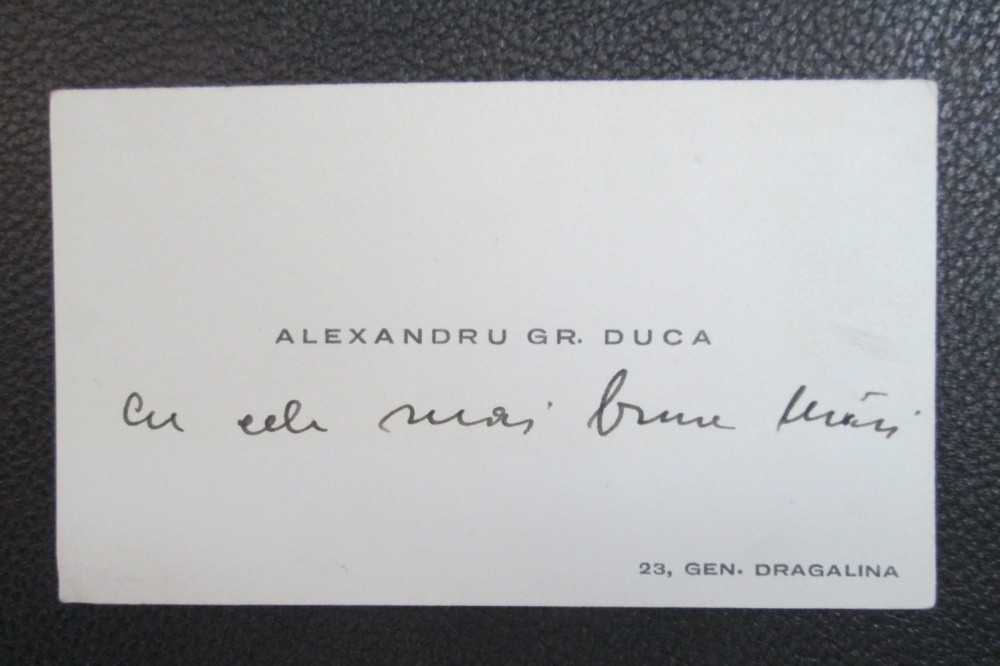 ALEXANDRU GR. DUCA
cu cele mai bune urări
23, GEN. DRAGALINA